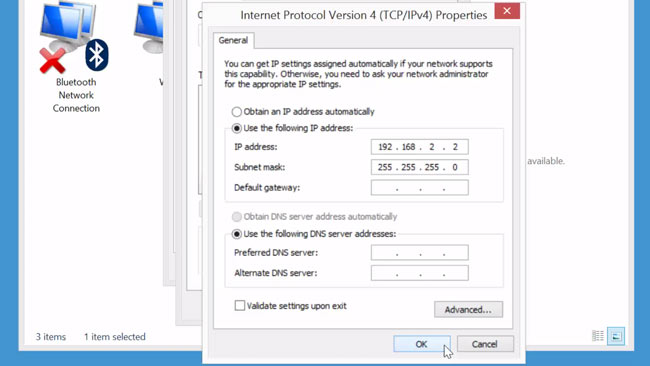 Internet Protocol Version 4 (TCP/IPv4) Properties
General
You can get IP settings assigned automatically if your network supports
this capability. Otherwise, you need to ask your network administrator
for the appropriate IP settings.
Obtain an IP address automatically
Use the following IP address:
IP address: 192 . 168 . 2 . 2
Subnet mask: 255 . 255 . 255 . 0
Default gateway: . . .
Obtain DNS server address automatically
Use the following DNS server addresses:
Preferred DNS server: . . .
Alternate DNS server: . . .
Validate settings upon exit
Advanced...
OK Cancel
Bluetooth
Network
Connection
available.
3 items 1 item selected